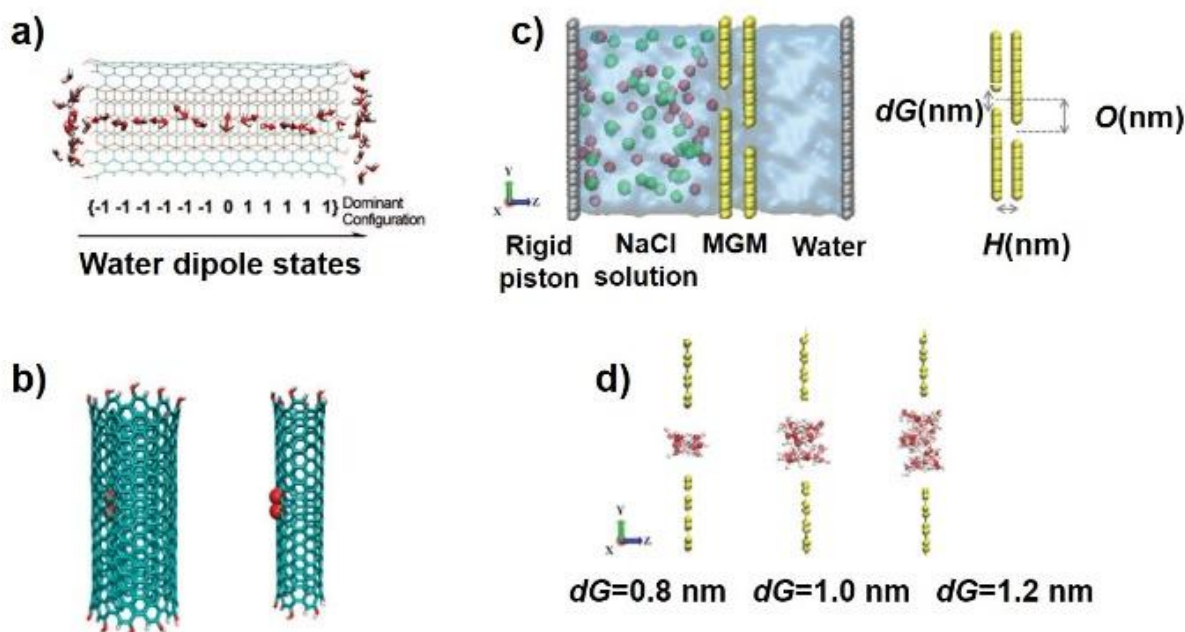 a)
{-1 -1 -1 -1 -1 -1 0 1 1 1 1 1} Dominant
Configuration
Water dipole states
b)
c)
Y
X
Z
Rigid
piston
NaCl
solution
MGM
Water
dG(nm)
O(nm)
H(nm)
d)
Y
X
Z
dG=0.8 nm
dG=1.0 nm
dG=1.2 nm